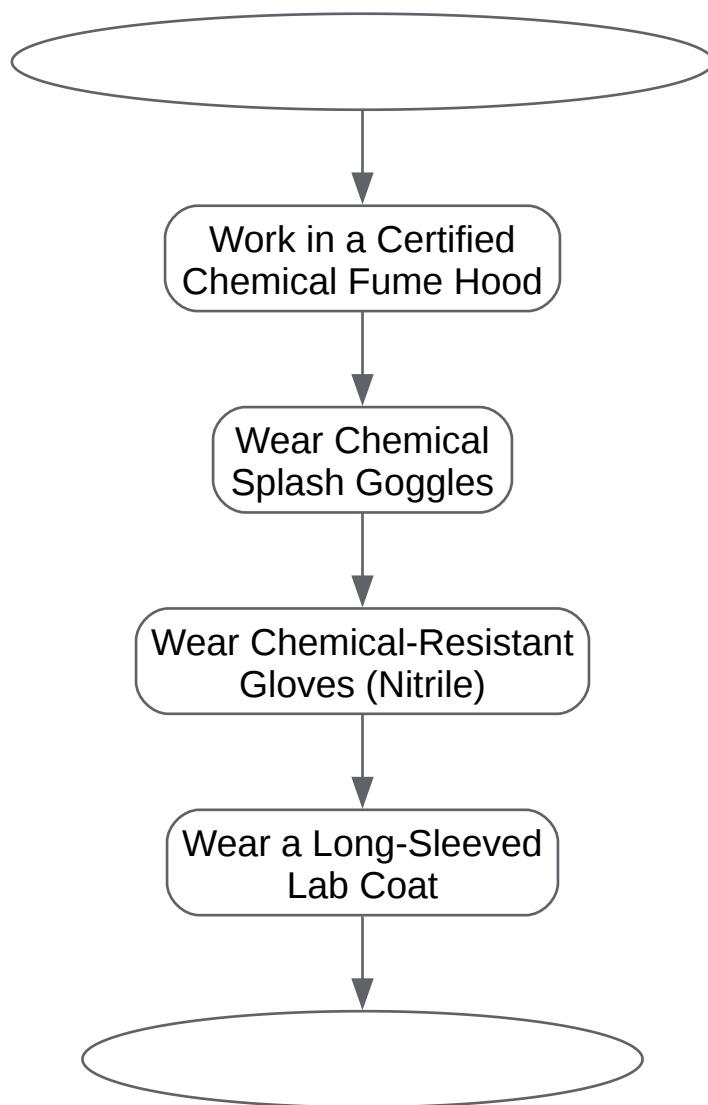 Work in a Certified
Chemical Fume Hood
Wear Chemical
Splash Goggles
Wear Chemical-Resistant
Gloves (Nitrile)
Wear a Long-Sleeved
Lab Coat